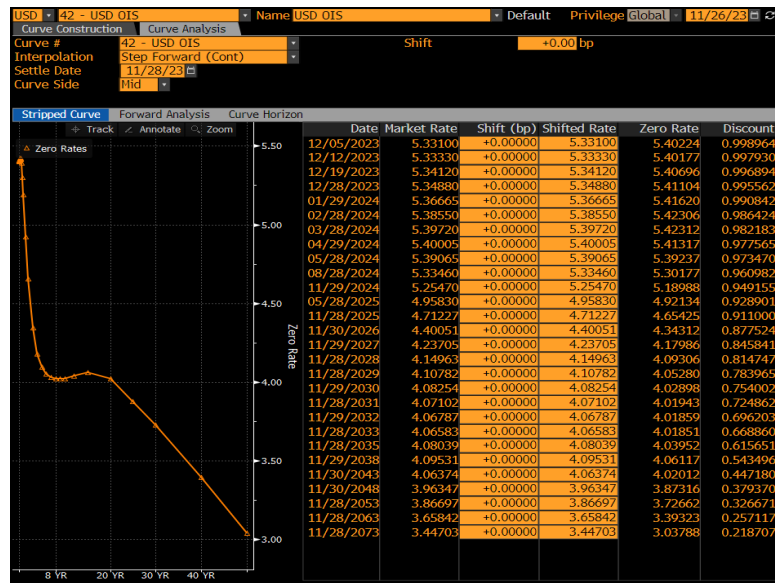 USD 42 - USD OIS Name USD OIS Default Privilege Global 11/26/23
Curve Construction Curve Analysis
Curve # 42 - USD OIS Shift +0.00 bp
Interpolation Step Forward (Cont)
Settle Date 11/28/23
Curve Side Mid
Stripped Curve Forward Analysis Curve Horizon
Track Annotate Zoom
Zero Rates
5.50
5.00
4.50
4.00
3.50
3.00
Zero Rate
8 YR 20 YR 30 YR 40 YR
Date Market Rate Shift (bp) Shifted Rate Zero Rate Discount
12/05/2023 5.33100 +0.00000 5.33100 5.40224 0.998964
12/12/2023 5.33330 +0.00000 5.33330 5.40177 0.997930
12/19/2023 5.34120 +0.00000 5.34120 5.40696 0.996894
12/28/2023 5.34880 +0.00000 5.34880 5.41104 0.995562
01/29/2024 5.36665 +0.00000 5.36665 5.41620 0.990842
02/28/2024 5.38550 +0.00000 5.38550 5.42306 0.986424
03/28/2024 5.39720 +0.00000 5.39720 5.42312 0.982183
04/29/2024 5.40005 +0.00000 5.40005 5.41317 0.977565
05/28/2024 5.39065 +0.00000 5.39065 5.39237 0.973470
08/28/2024 5.33460 +0.00000 5.33460 5.30177 0.960982
11/29/2024 5.25470 +0.00000 5.25470 5.18988 0.949155
05/28/2025 4.95830 +0.00000 4.95830 4.92134 0.928901
11/28/2025 4.71227 +0.00000 4.71227 4.65425 0.911000
11/30/2026 4.40051 +0.00000 4.40051 4.34312 0.877524
11/29/2027 4.23705 +0.00000 4.23705 4.17986 0.845841
11/28/2028 4.14963 +0.00000 4.14963 4.09306 0.814747
11/28/2029 4.10782 +0.00000 4.10782 4.05280 0.783965
11/29/2030 4.08254 +0.00000 4.08254 4.02898 0.754002
11/28/2031 4.07102 +0.00000 4.07102 4.01943 0.724862
11/29/2032 4.06787 +0.00000 4.06787 4.01859 0.696203
11/28/2033 4.06583 +0.00000 4.06583 4.01851 0.668860
11/28/2035 4.08039 +0.00000 4.08039 4.03952 0.615651
11/29/2038 4.09531 +0.00000 4.09531 4.06117 0.543496
11/30/2043 4.06374 +0.00000 4.06374 4.02012 0.447180
11/30/2048 3.96347 +0.00000 3.96347 3.87316 0.379370
11/28/2053 3.86697 +0.00000 3.86697 3.72662 0.326671
11/28/2063 3.65842 +0.00000 3.65842 3.39323 0.257117
11/28/2073 3.44703 +0.00000 3.44703 3.03788 0.218707